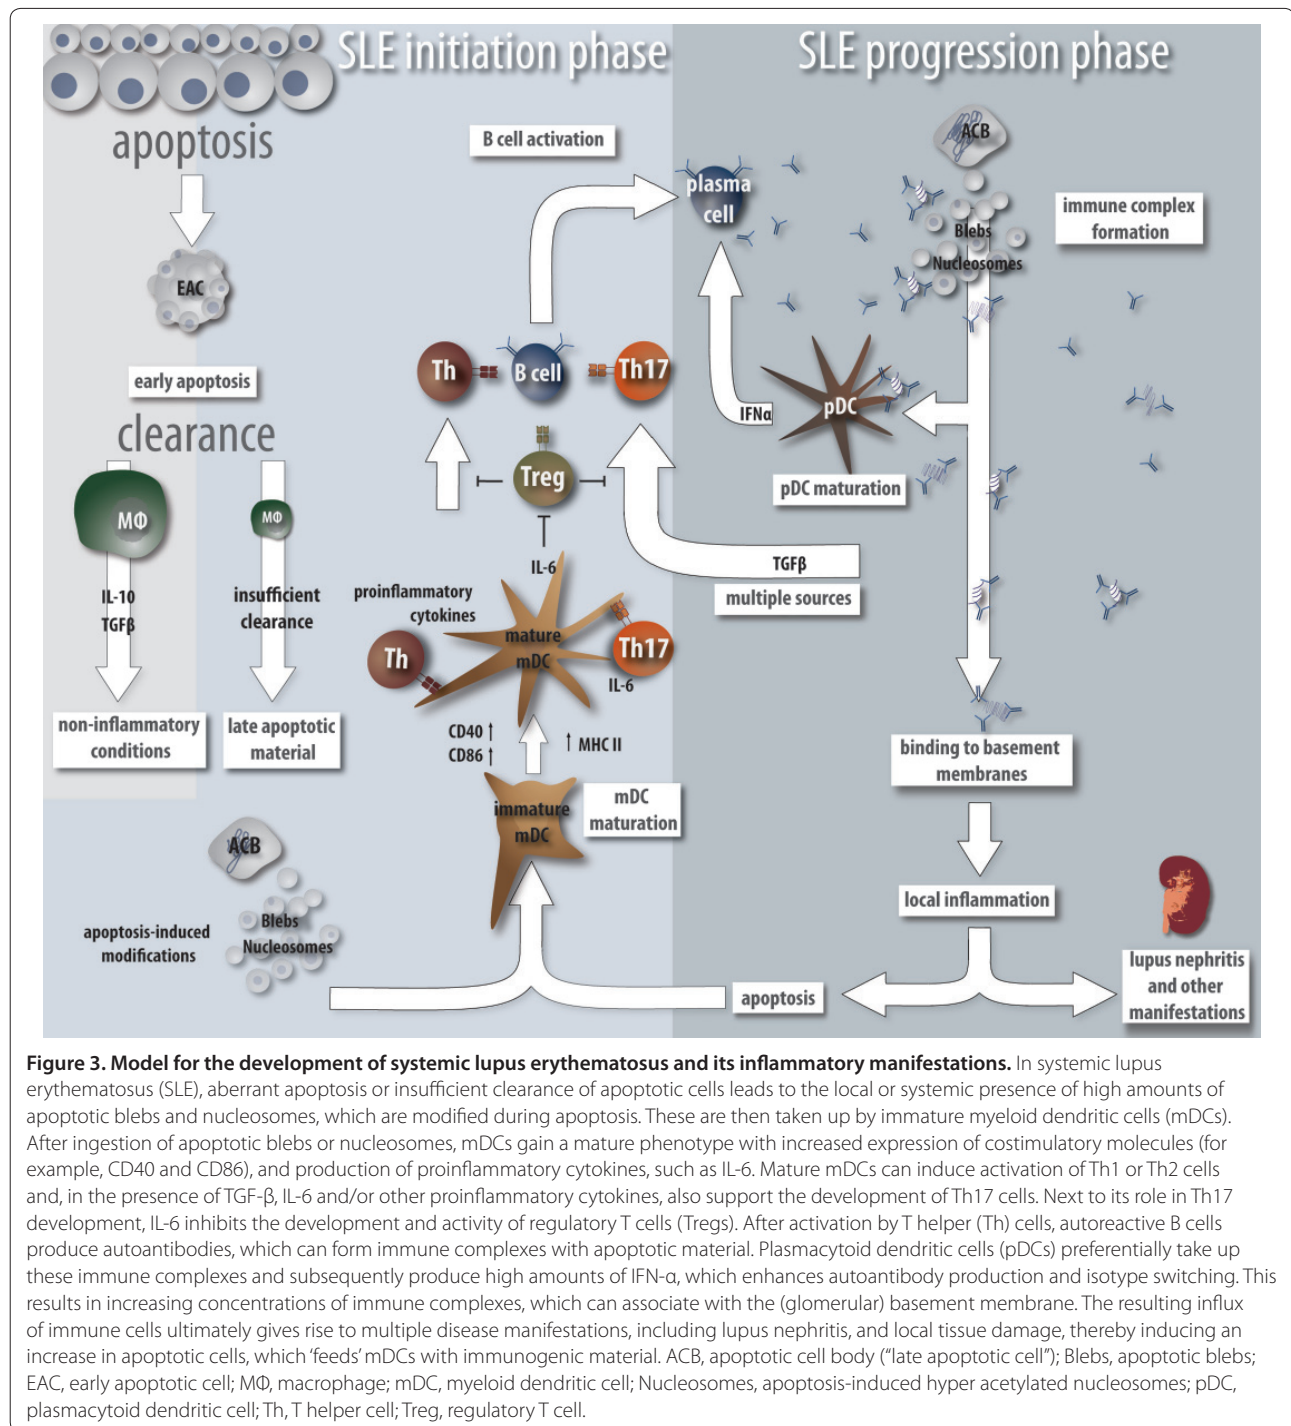 SLE initiation phase
SLE progression phase
apoptosis
EAC
early apoptosis
clearance
MΦ
IL-10
TGFβ
non-inflammatory
conditions
MΦ
insufficient
clearance
late apoptotic
material
ACB
Blebs
Nucleosomes
apoptosis-induced
modifications
B cell activation
Th
B cell
Th17
Treg
IL-6
proinflammatory
cytokines
Th
mature
mDC
Th17
IL-6
CD40 ↑
CD86 ↑
↑ MHC II
immature
mDC
mDC
maturation
plasma
cell
ACB
Blebs
Nucleosomes
immune complex
formation
IFNα
pDC
pDC maturation
TGFβ
multiple sources
binding to basement
membranes
local inflammation
apoptosis
lupus nephritis
and other
manifestations
Figure 3. Model for the development of systemic lupus erythematosus and its inflammatory manifestations. In systemic lupus
erythematosus (SLE), aberrant apoptosis or insufficient clearance of apoptotic cells leads to the local or systemic presence of high amounts of
apoptotic blebs and nucleosomes, which are modified during apoptosis. These are then taken up by immature myeloid dendritic cells (mDCs).
After ingestion of apoptotic blebs or nucleosomes, mDCs gain a mature phenotype with increased expression of costimulatory molecules (for
example, CD40 and CD86), and production of proinflammatory cytokines, such as IL-6. Mature mDCs can induce activation of Th1 or Th2 cells
and, in the presence of TGF-β, IL-6 and/or other proinflammatory cytokines, also support the development of Th17 cells. Next to its role in Th17
development, IL-6 inhibits the development and activity of regulatory T cells (Tregs). After activation by T helper (Th) cells, autoreactive B cells
produce autoantibodies, which can form immune complexes with apoptotic material. Plasmacytoid dendritic cells (pDCs) preferentially take up
these immune complexes and subsequently produce high amounts of IFN-α, which enhances autoantibody production and isotype switching. This
results in increasing concentrations of immune complexes, which can associate with the (glomerular) basement membrane. The resulting influx
of immune cells ultimately gives rise to multiple disease manifestations, including lupus nephritis, and local tissue damage, thereby inducing an
increase in apoptotic cells, which ‘feeds’ mDCs with immunogenic material. ACB, apoptotic cell body (“late apoptotic cell”); Blebs, apoptotic blebs;
EAC, early apoptotic cell; MΦ, macrophage; mDC, myeloid dendritic cell; Nucleosomes, apoptosis-induced hyper acetylated nucleosomes; pDC,
plasmacytoid dendritic cell; Th, T helper cell; Treg, regulatory T cell.